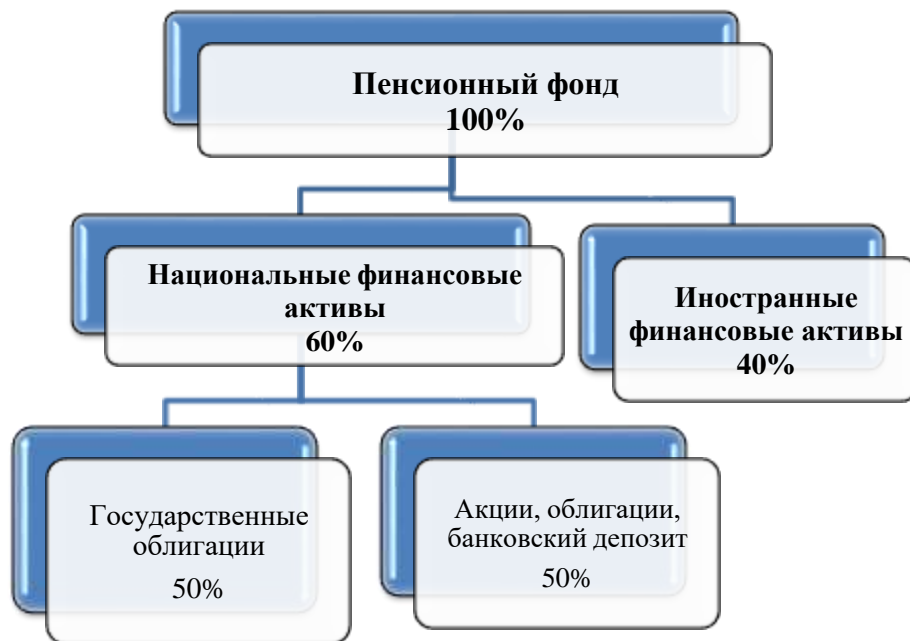 Пенсионный фонд
100%
Национальные финансовые
активы
60%
Иностранные
финансовые активы
40%
Государственные
облигации
50%
Акции, облигации,
банковский депозит
50%